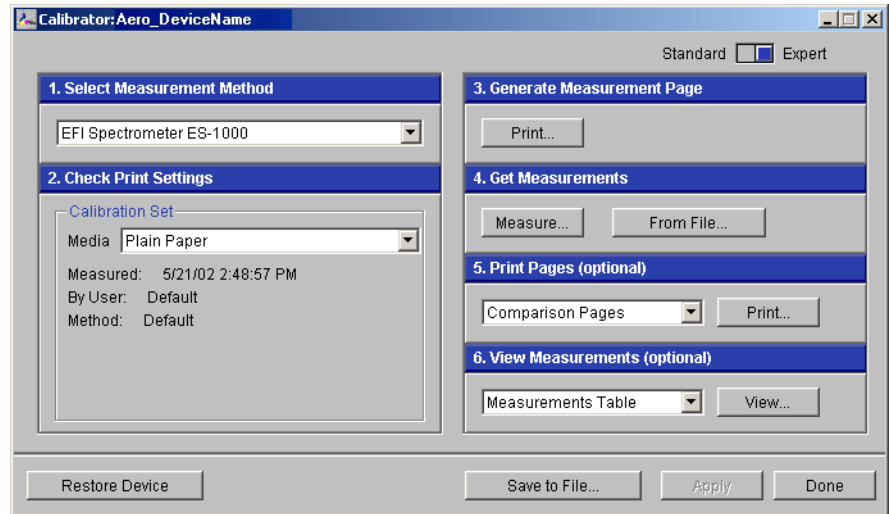 Calibrator:Aero_DeviceName
Standard Expert
1. Select Measurement Method
EFI Spectrometer ES-1000
2. Check Print Settings
Calibration Set
Media Plain Paper
Measured: 5/21/02 2:48:57 PM
By User: Default
Method: Default
3. Generate Measurement Page
Print...
4. Get Measurements
Measure... From File...
5. Print Pages (optional)
Comparison Pages Print...
6. View Measurements (optional)
Measurements Table View...
Restore Device Save to File... Apply Done